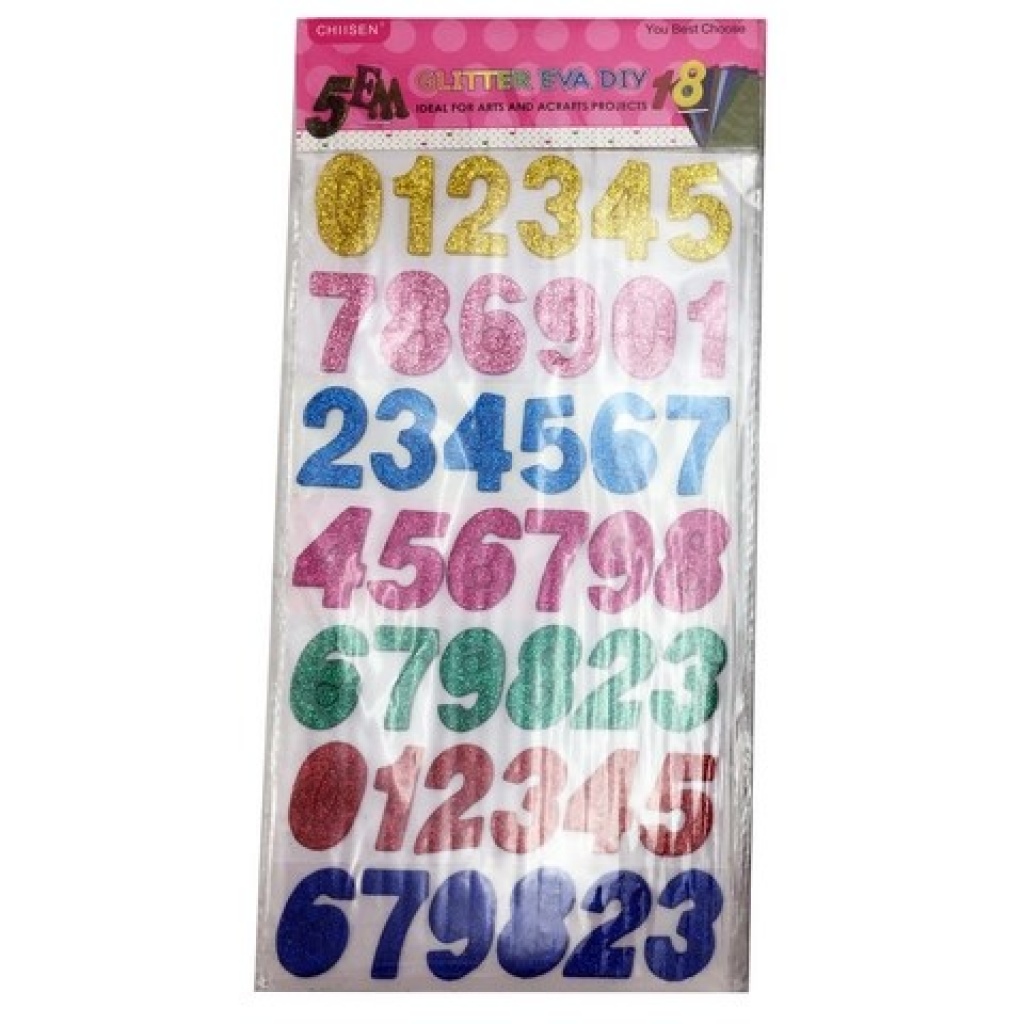 CHIISEN® You Best Choose
5EM GLITTER EVA DIY 18
IDEAL FOR ARTS AND ACRAFTS PROJECTS
012345
786901
234567
456798
679823
012345
679823